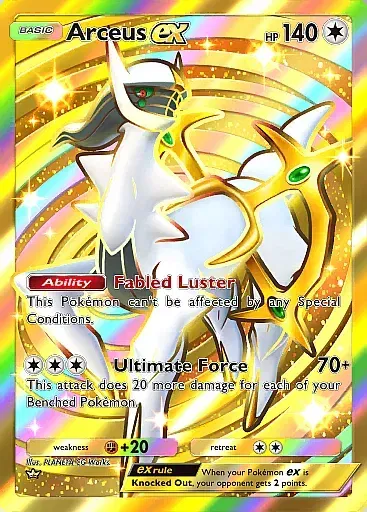 BASIC Arceus ex HP 140
Ability Fabled Luster
This Pokémon can't be affected by any Special
Conditions.
Ultimate Force 70+
This attack does 20 more damage for each of your
Benched Pokémon.
weakness +20 retreat
Illus. PLANETA CG Works
ex rule When your Pokémon ex is
Knocked Out, your opponent gets 2 points.